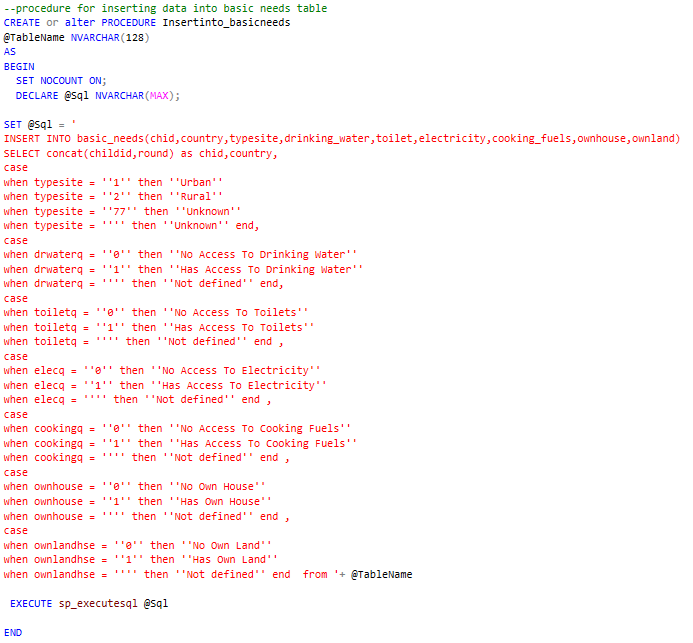 --procedure for inserting data into basic needs table
CREATE or alter PROCEDURE Insertinto_basicneeds
@TableName NVARCHAR(128)
AS
BEGIN
SET NOCOUNT ON;
DECLARE @Sql NVARCHAR(MAX);
SET @Sql = '
INSERT INTO basic_needs(chid,country,typesite,drinking_water,toilet,electricity,cooking_fuels,ownhouse,ownland)
SELECT concat(childid,round) as chid,country,
case
when typesite = ''1'' then ''Urban''
when typesite = ''2'' then ''Rural''
when typesite = ''77'' then ''Unknown''
when typesite = '''' then ''Unknown'' end,
case
when drwaterq = ''0'' then ''No Access To Drinking Water''
when drwaterq = ''1'' then ''Has Access To Drinking Water''
when drwaterq = '''' then ''Not defined'' end,
case
when toiletq = ''0'' then ''No Access To Toilets''
when toiletq = ''1'' then ''Has Access To Toilets''
when toiletq = '''' then ''Not defined'' end ,
case
when elecq = ''0'' then ''No Access To Electricity''
when elecq = ''1'' then ''Has Access To Electricity''
when elecq = '''' then ''Not defined'' end ,
case
when cookingq = ''0'' then ''No Access To Cooking Fuels''
when cookingq = ''1'' then ''Has Access To Cooking Fuels''
when cookingq = '''' then ''Not defined'' end ,
case
when ownhouse = ''0'' then ''No Own House''
when ownhouse = ''1'' then ''Has Own House''
when ownhouse = '''' then ''Not defined'' end ,
case
when ownlandhse = ''0'' then ''No Own Land''
when ownlandhse = ''1'' then ''Has Own Land''
when ownlandhse = '''' then ''Not defined'' end  from '+ @TableName
EXECUTE sp_executesql @Sql
END